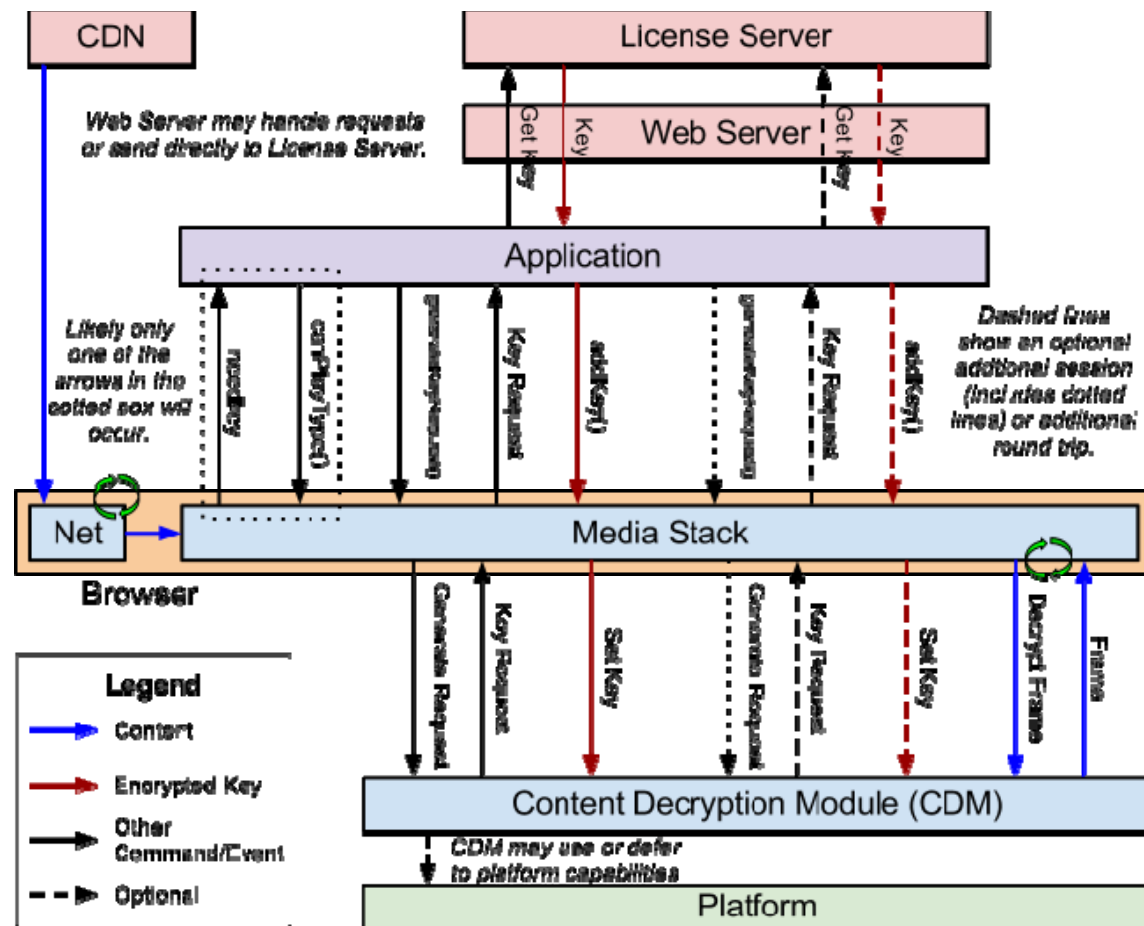 CDN
License Server
Web Server may handle requests
or send directly to License Server.
Get Key
Key
Web Server
Get Key
Key
Application
Likely only
one of the
arrows in the
dotted box will
occur.
needkey
canPlayType()
generateKeyRequest()
Key Request
addKey()
generateKeyRequest()
Key Request
addKey()
Dashed lines
show an optional
additional session
(includes dotted
lines) or additional
round trip.
Net
Media Stack
Browser
Generate Request
Key Request
Set Key
Generate Request
Key Request
Set Key
Decrypt Frame
Frame
Legend
Content
Encrypted Key
Other
Command/Event
Optional
Content Decryption Module (CDM)
CDM may use or defer
to platform capabilities
Platform